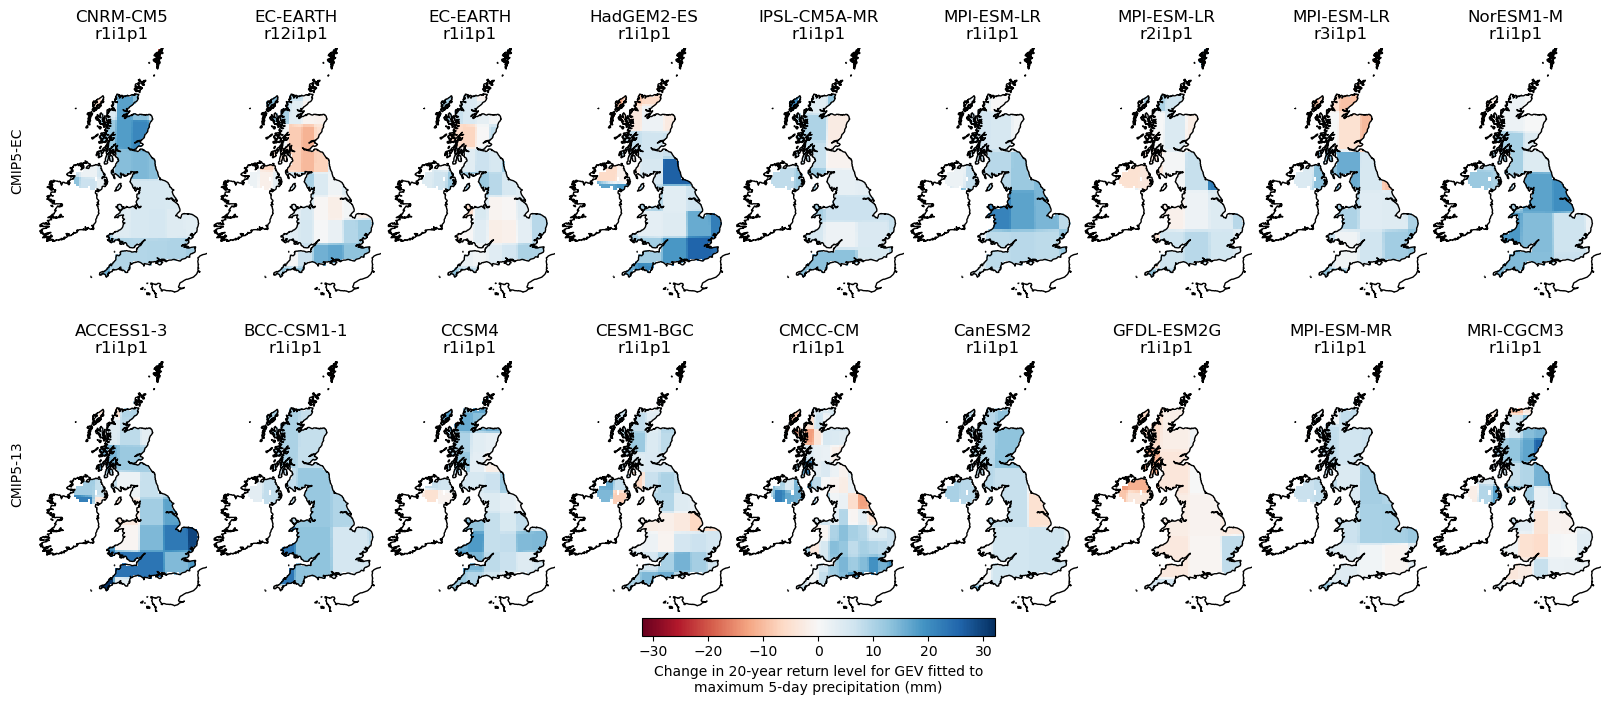 CNRM-CM5 EC-EARTH EC-EARTH HadGEM2-ES IPSL-CM5A-MR MPI-ESM-LR MPI-ESM-LR MPI-ESM-LR NorESM1-M
r1i1p1 r12i1p1 r1i1p1 r1i1p1 r1i1p1 r1i1p1 r2i1p1 r3i1p1 r1i1p1
CMIP5-EC
ACCESS1-3 BCC-CSM1-1 CCSM4 CESM1-BGC CMCC-CM CanESM2 GFDL-ESM2G MPI-ESM-MR MRI-CGCM3
r1i1p1 r1i1p1 r1i1p1 r1i1p1 r1i1p1 r1i1p1 r1i1p1 r1i1p1 r1i1p1
CMIP5-13
−30 −20 −10 0 10 20 30
Change in 20-year return level for GEV fitted to
maximum 5-day precipitation (mm)